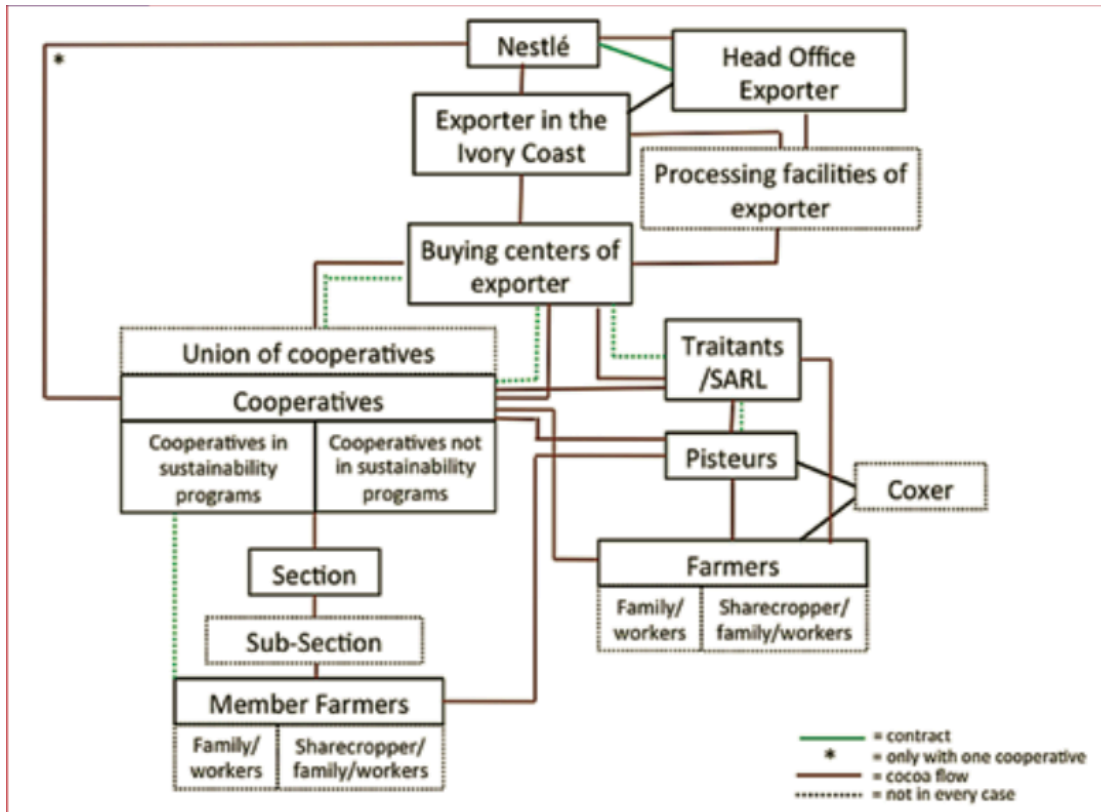 *
Nestlé
Head Office
Exporter
Exporter in the
Ivory Coast
Processing facilities of
exporter
Buying centers of
exporter
Union of cooperatives
Traitants
/SARL
Cooperatives
Cooperatives in
sustainability
programs
Cooperatives not
in sustainability
programs
Pisteurs
Coxer
Section
Farmers
Family/
workers
Sharecropper/
family/workers
Sub-Section
Member Farmers
Family/
workers
Sharecropper/
family/workers
= contract
* = only with one cooperative
= cocoa flow
= not in every case